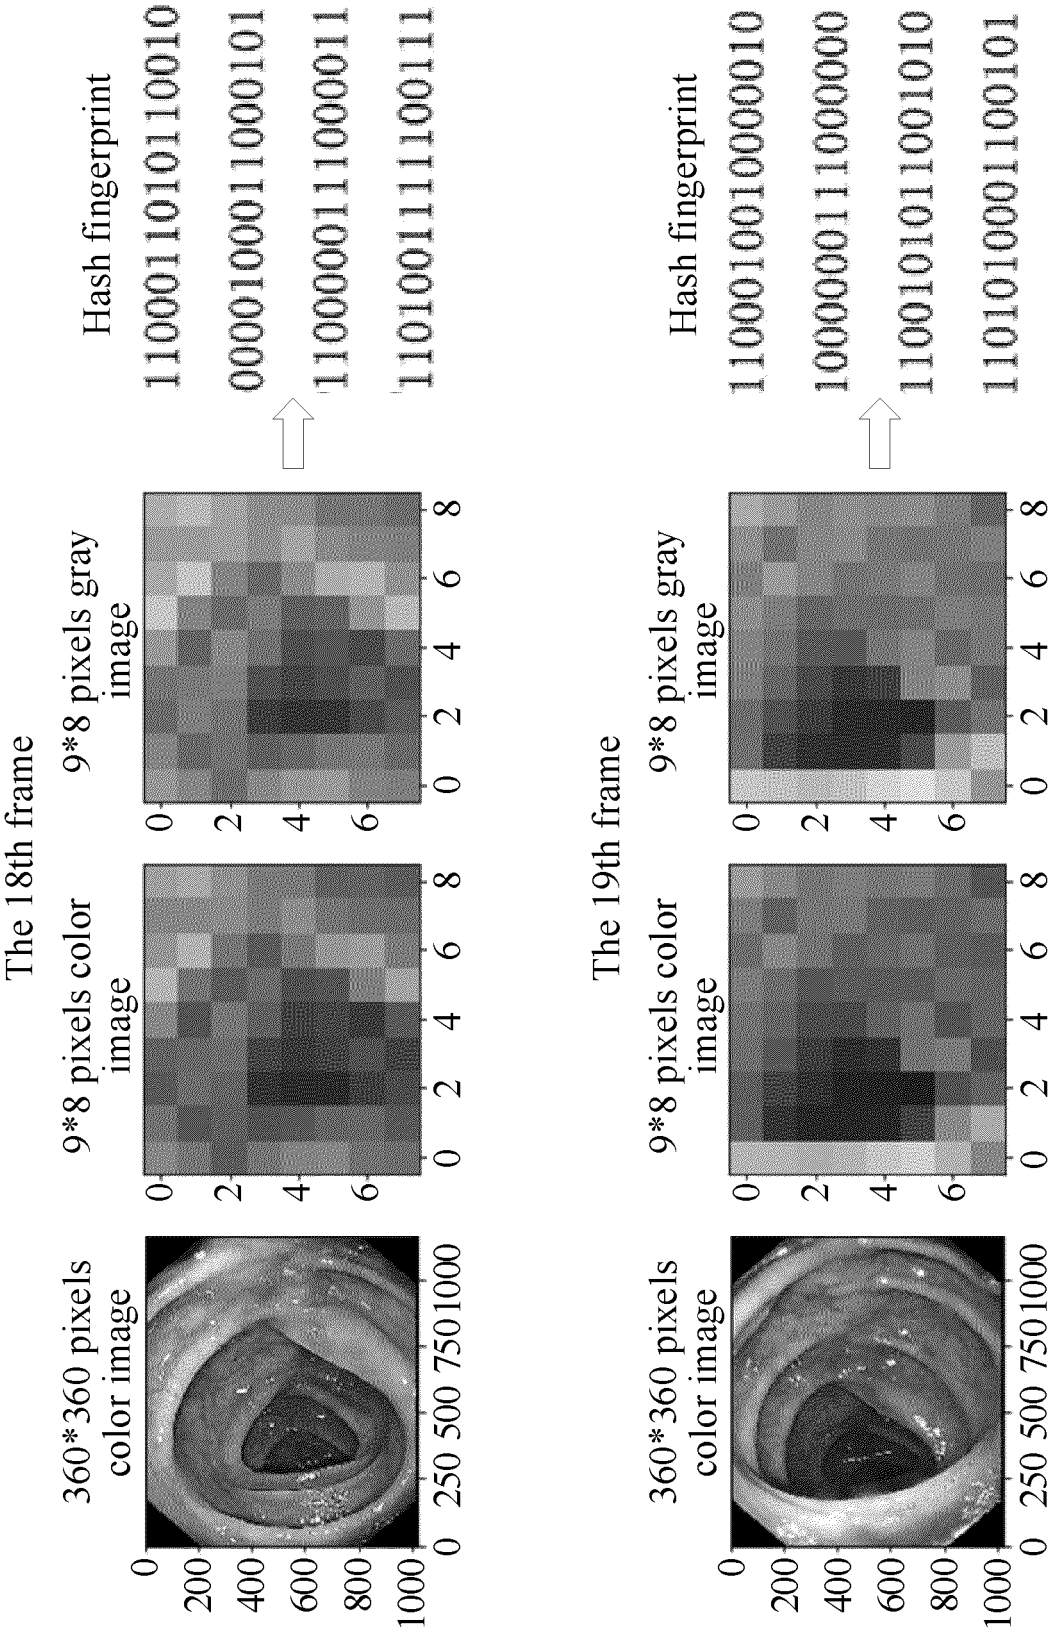 The 18th frame
360*360 pixels
color image
9*8 pixels color
image
9*8 pixels gray
image
Hash fingerprint
0
200
400
600
800
1000
0 250 500 750 1000
0
2
4
6
0 2 4 6 8
0
2
4
6
0 2 4 6 8
1100011010110010
0000100011000101
1100000111000011
1101001111100111
The 19th frame
360*360 pixels
color image
9*8 pixels color
image
9*8 pixels gray
image
Hash fingerprint
0
200
400
600
800
1000
0 250 500 750 1000
0
2
4
6
0 2 4 6 8
0
2
4
6
0 2 4 6 8
1100010010000010
1000000111000000
1100101011001010
1101010001100101